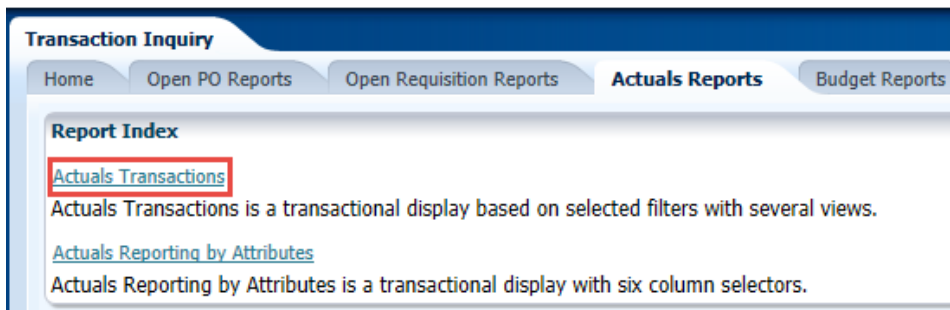 Transaction Inquiry
Home Open PO Reports Open Requisition Reports Actuals Reports Budget Reports
Report Index
Actuals Transactions
Actuals Transactions is a transactional display based on selected filters with several views.
Actuals Reporting by Attributes
Actuals Reporting by Attributes is a transactional display with six column selectors.